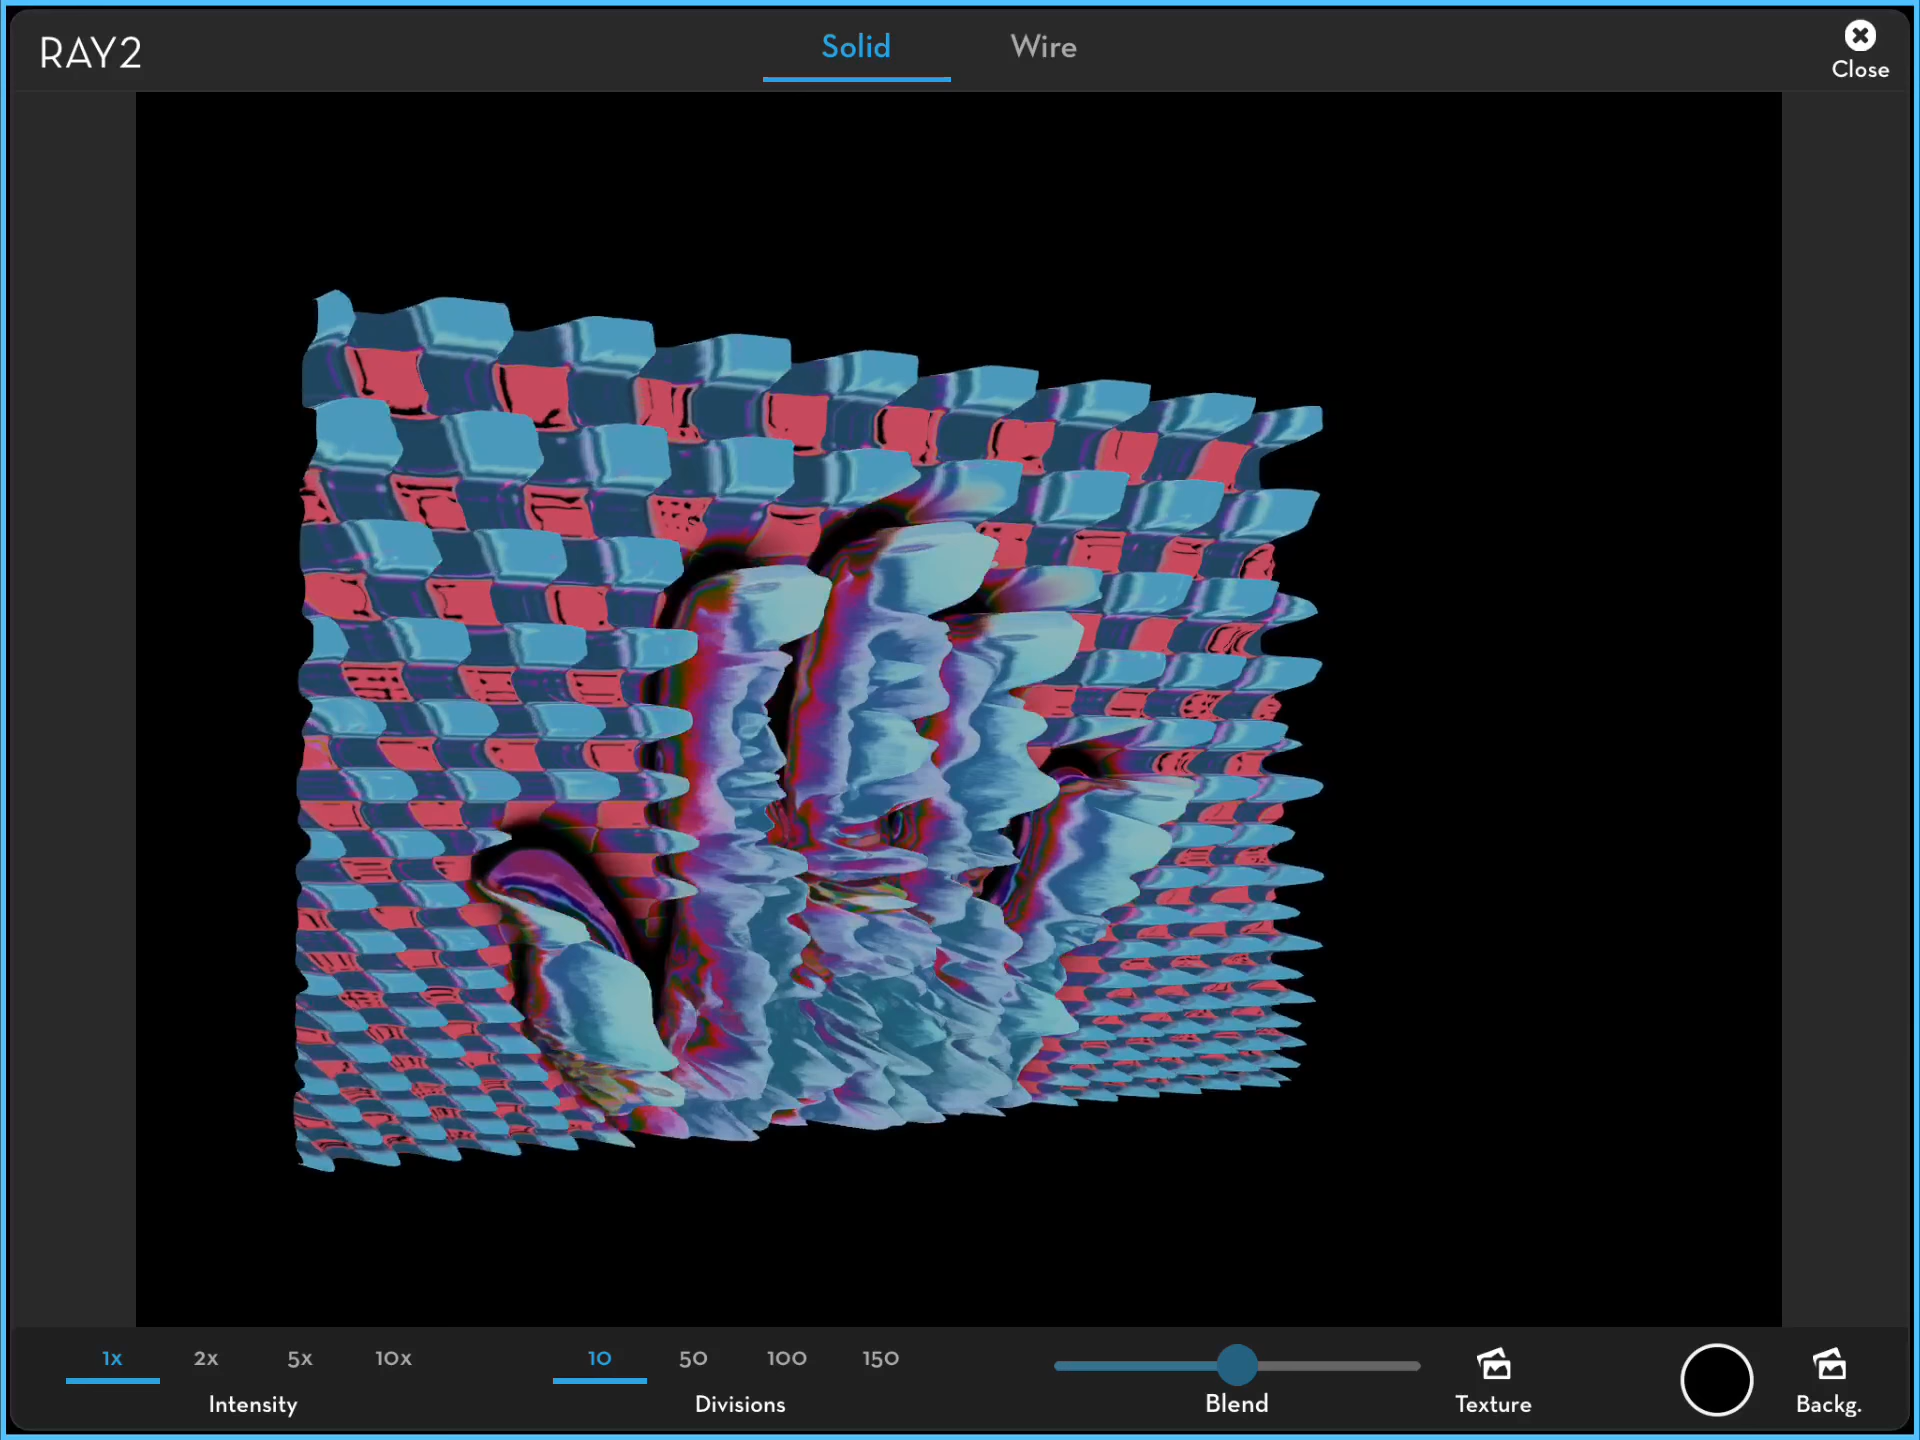 RAY2
Solid Wire
Close
1x 2x 5x 10x
Intensity
10 50 100 150
Divisions
Blend
Texture
Backg.